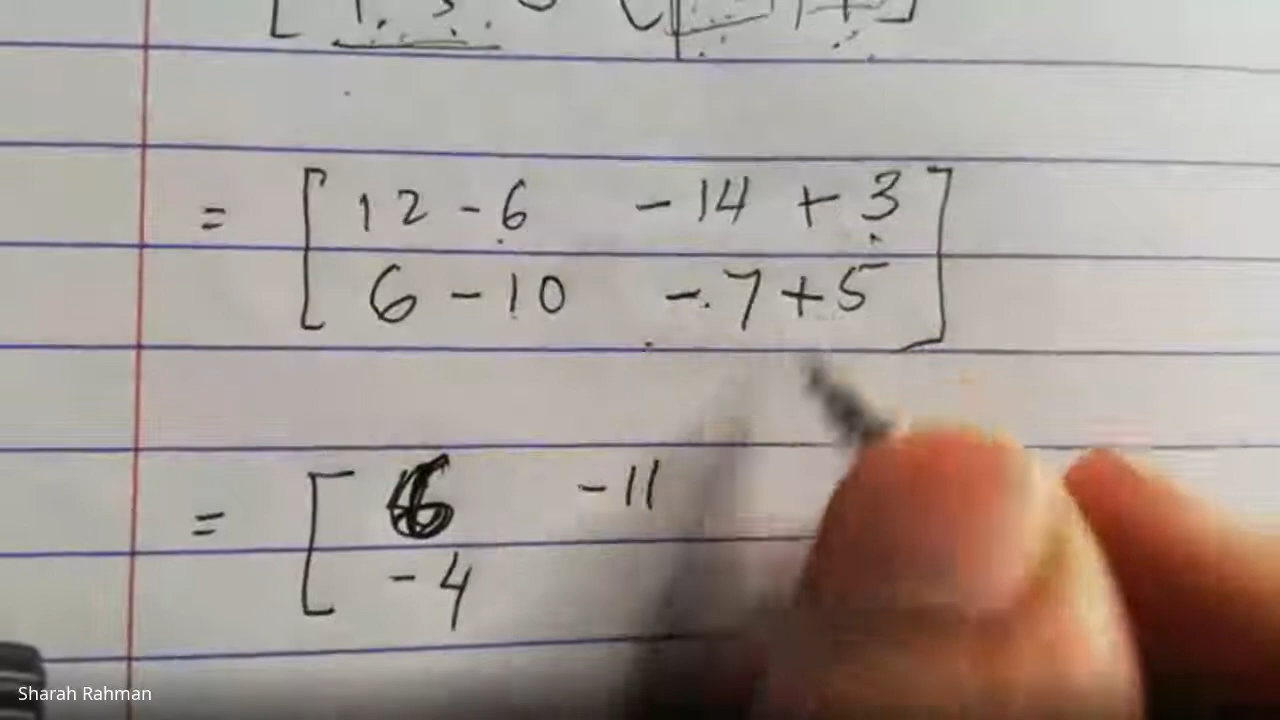 = [ 12 - 6 - 14 + 3 ]
6 - 10 - 7 + 5
= [ 6 - 11
- 4
Sharah Rahman